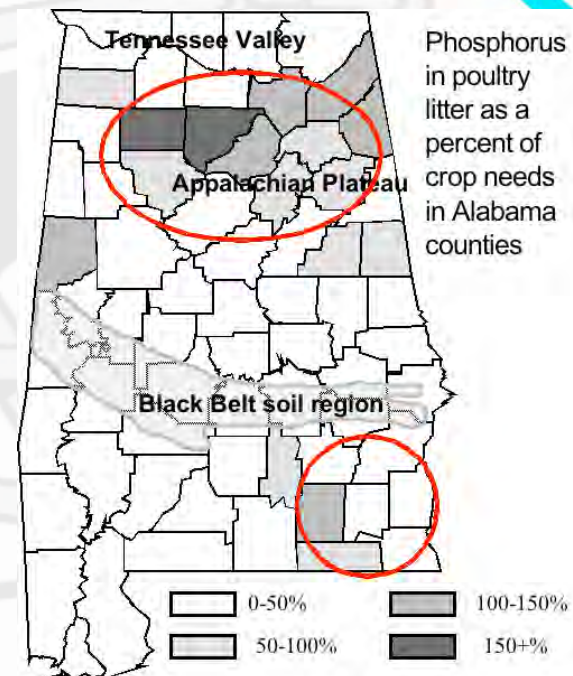 Tennessee Valley
Phosphorus
in poultry
litter as a
percent of
crop needs
in Alabama
counties
Appalachian Plateau
Black Belt soil region
0-50%
100-150%
50-100%
150+%